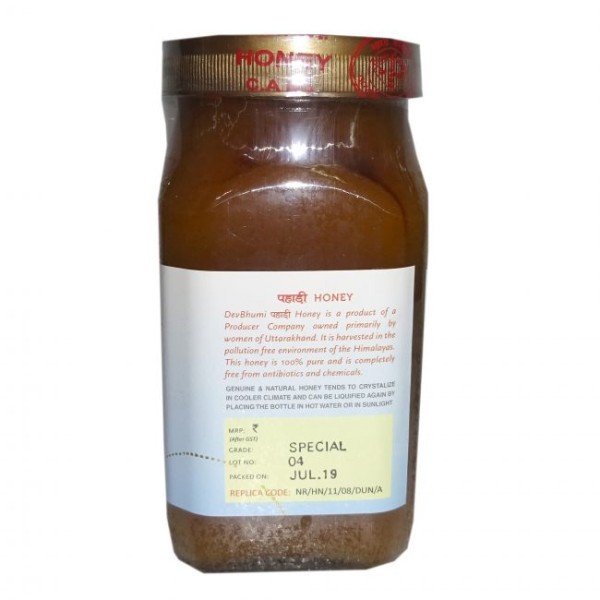 HONEY
पहाड़ी HONEY
DevBhumi पहाड़ी Honey is a product of a
Producer Company owned primarily by
women of Uttarakhand. It is harvested in the
pollution free environment of the Himalayas.
This honey is 100% pure and is completely
free from antibiotics and chemicals.
GENUINE & NATURAL HONEY TENDS TO CRYSTALIZE
IN COOLER CLIMATE AND CAN BE LIQUIFIED AGAIN BY
PLACING THE BOTTLE IN HOT WATER OR IN SUNLIGHT
MRP: ₹
(After GST)
GRADE: SPECIAL
LOT NO: 04
PACKED ON: JUL.19
REPLICA CODE: NR/HN/11/08/DUN/A